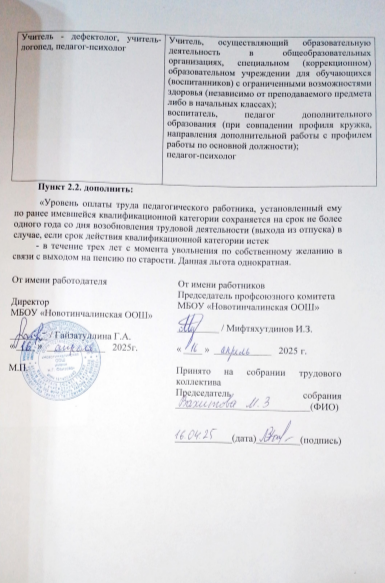 Учитель - дефектолог, учитель-
логопед, педагог-психолог
Учитель, осуществляющий образовательную
деятельность в общеобразовательных
организациях, специальном (коррекционном)
образовательном учреждении для обучающихся
(воспитанников) с ограниченными возможностями
здоровья (независимо от преподаваемого предмета
либо в начальных классах);
воспитатель, педагог дополнительного
образования (при совпадении профиля кружка,
направления дополнительной работы с профилем
работы по основной должности);
педагог-психолог
Пункт 2.2. дополнить:
«Уровень оплаты труда педагогического работника, установленный ему
по ранее имевшейся квалификационной категории сохраняется на срок не более
одного года со дня возобновления трудовой деятельности (выхода из отпуска) в
случае, если срок действия квалификационной категории истек
- в течение трех лет с момента увольнения по собственному желанию в
связи с выходом на пенсию по старости. Данная льгота однократная.
От имени работодателя
Директор
МБОУ «Новотинчалинская ООШ»
/ Гайзатуллина Г.А.
« 16 » апреля 2025г.
М.П.
От имени работников
Председатель профсоюзного комитета
МБОУ «Новотинчалинская ООШ»
/ Мифтяхутдинов И.З.
« 16 » апрель 2025 г.
Принято на собрании трудового
коллектива
Председатель собрания
Вахитова М.З (ФИО)
16.04.25 (дата) (подпись)